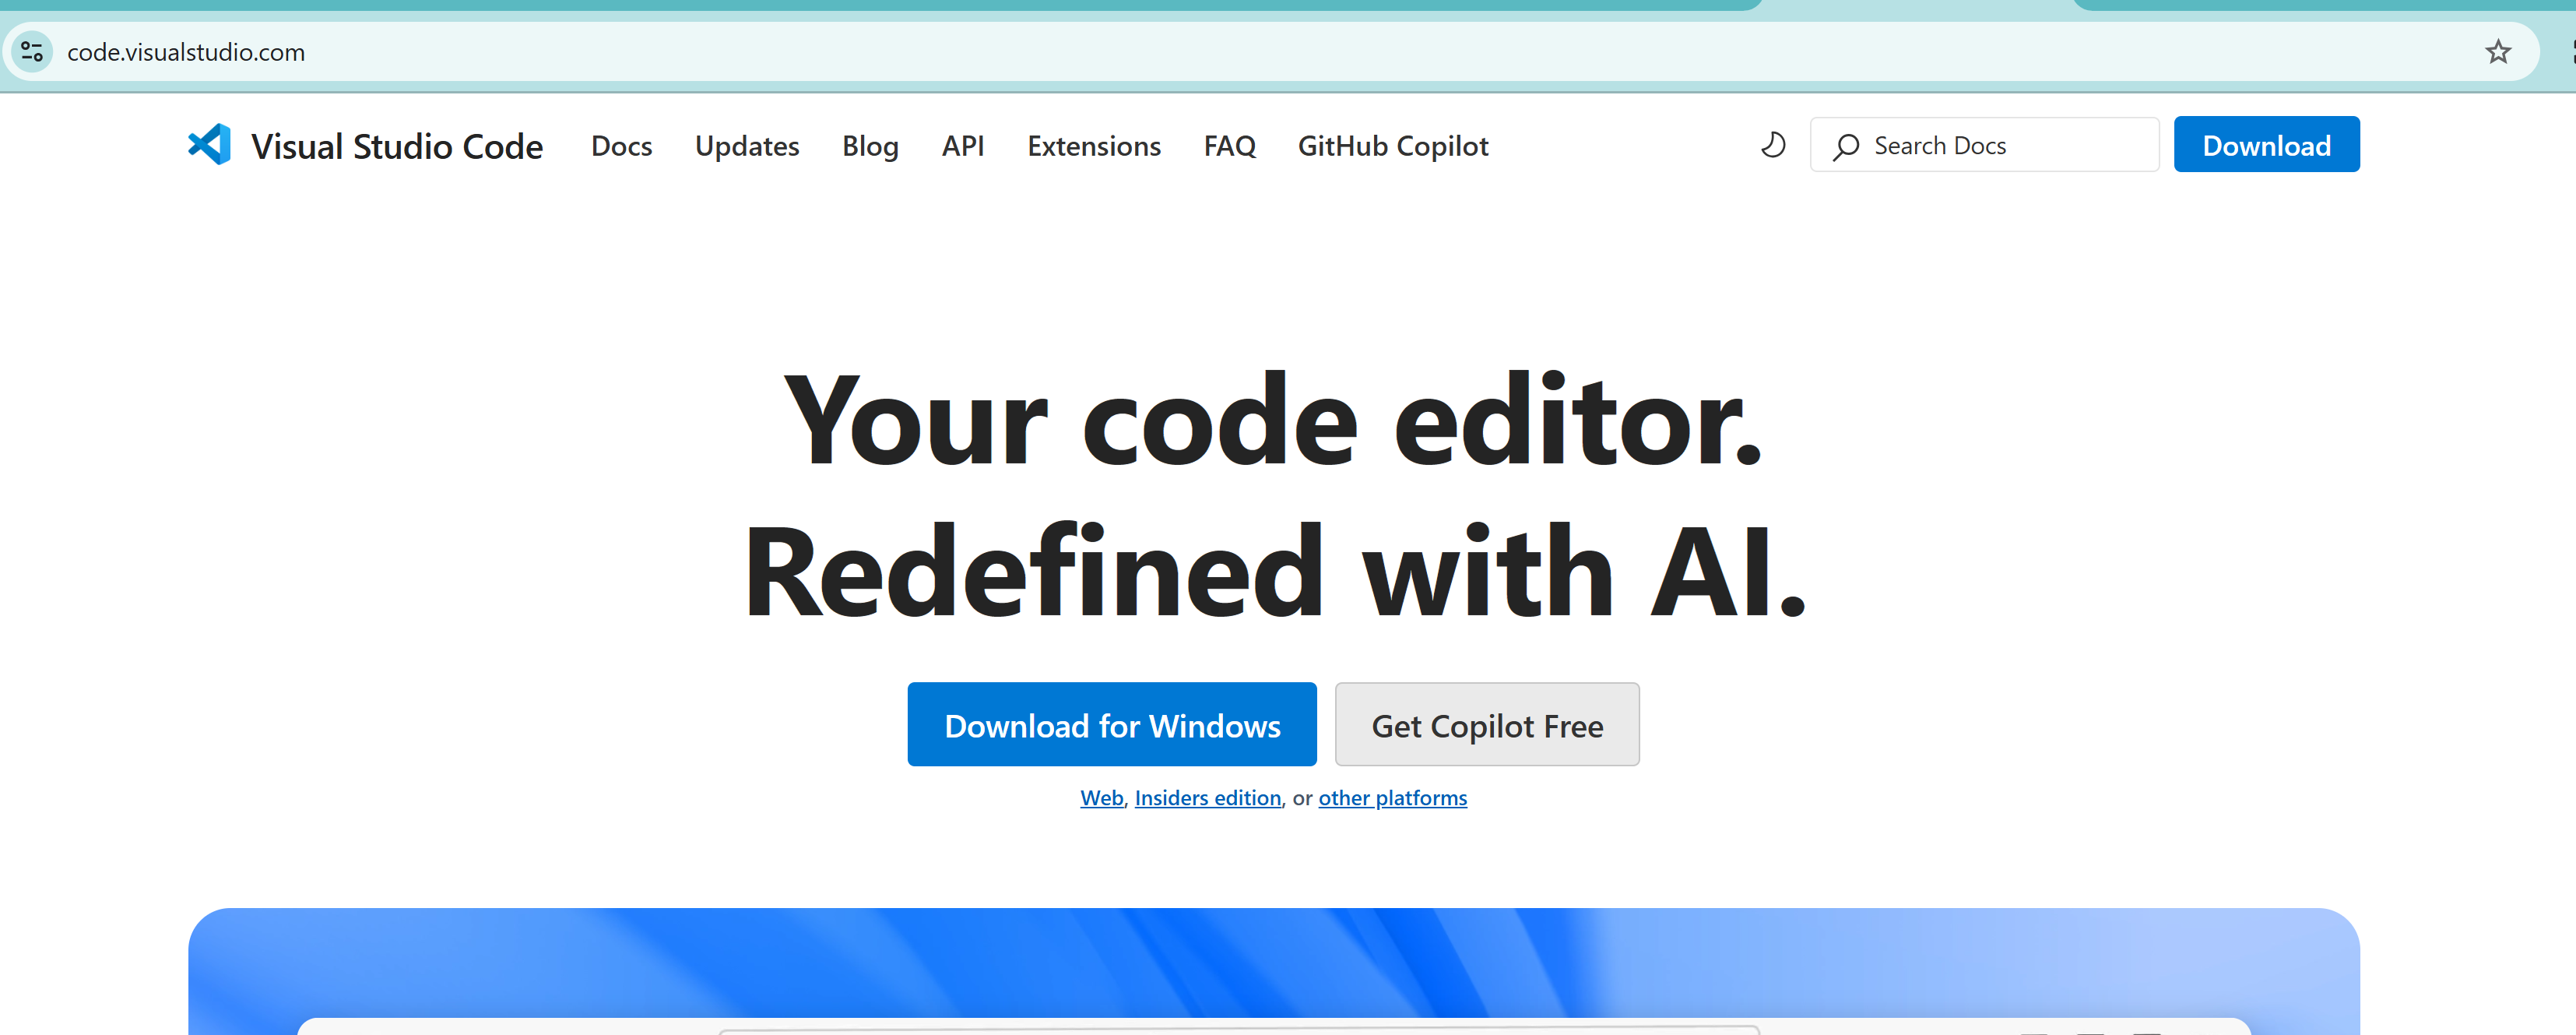 code.visualstudio.com
Visual Studio Code Docs Updates Blog API Extensions FAQ GitHub Copilot Search Docs Download
Your code editor.
Redefined with AI.
Download for Windows Get Copilot Free
Web, Insiders edition, or other platforms